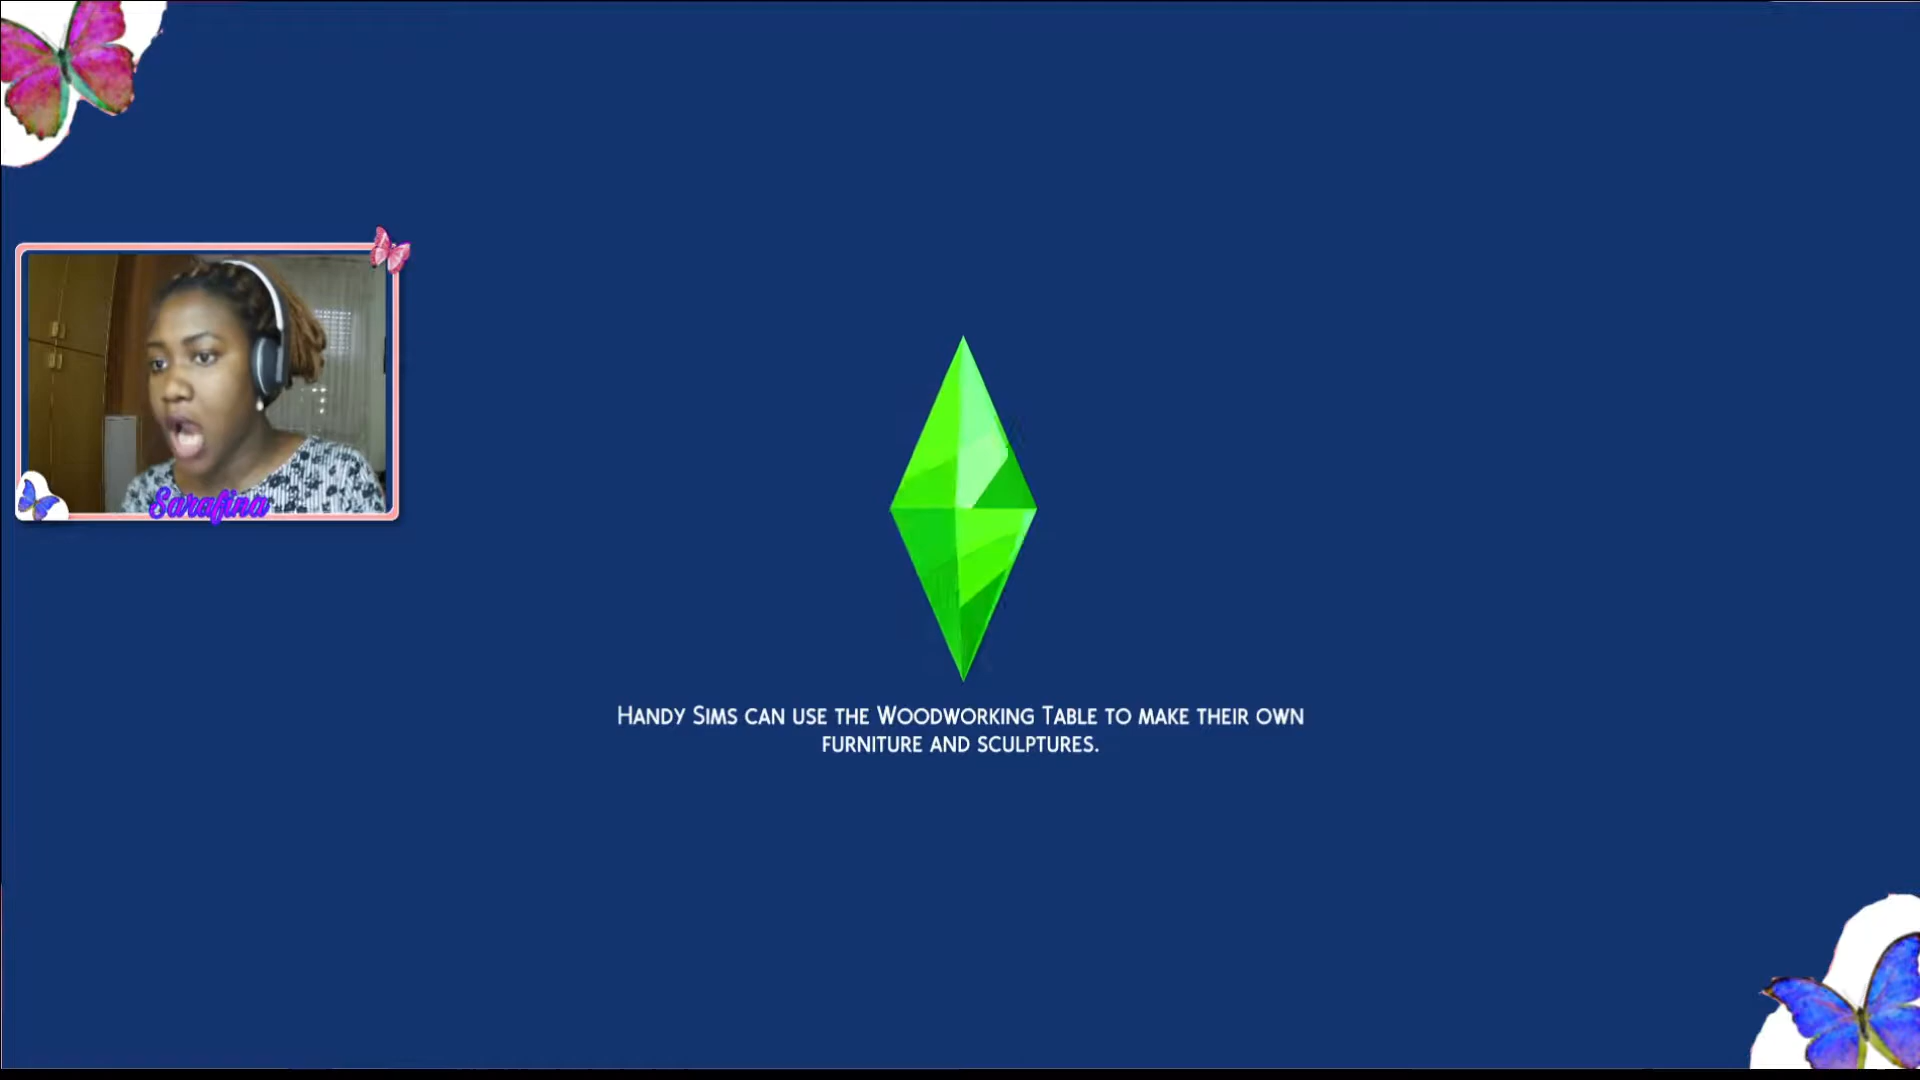 Sarafina
HANDY SIMS CAN USE THE WOODWORKING TABLE TO MAKE THEIR OWN
FURNITURE AND SCULPTURES.